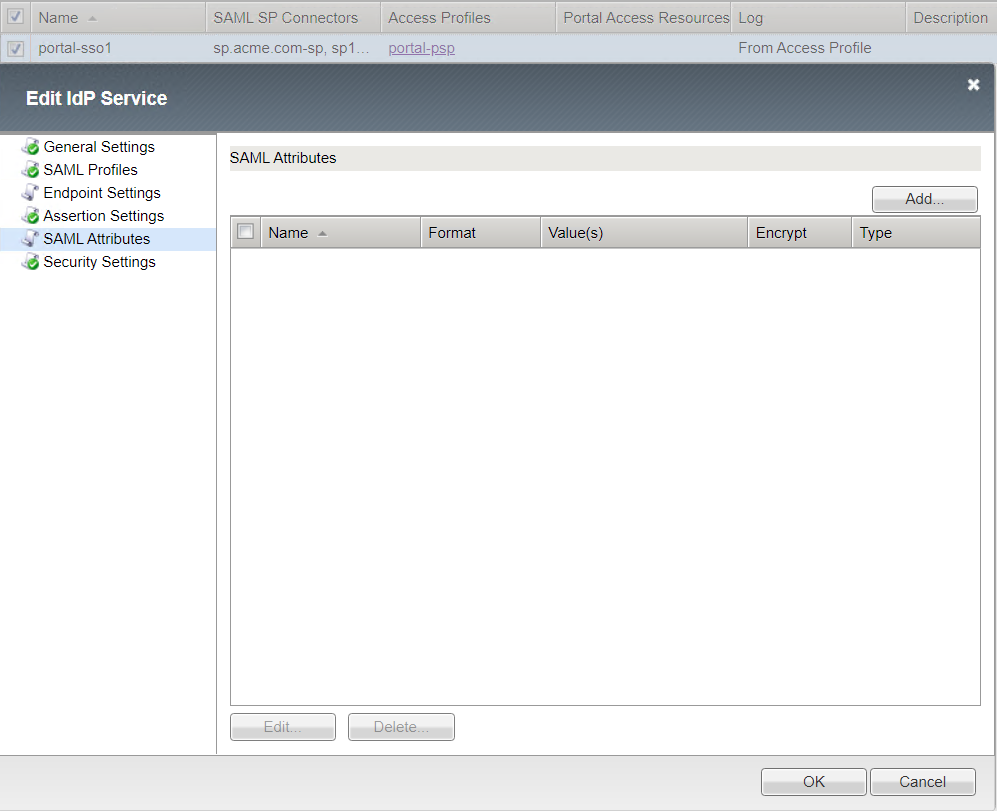 Name SAML SP Connectors Access Profiles Portal Access Resources Log Description
portal-sso1 sp.acme.com-sp, sp1... portal-psp From Access Profile
Edit IdP Service
General Settings
SAML Profiles
Endpoint Settings
Assertion Settings
SAML Attributes
Security Settings
SAML Attributes
Add...
Name Format Value(s) Encrypt Type
Edit... Delete...
OK Cancel